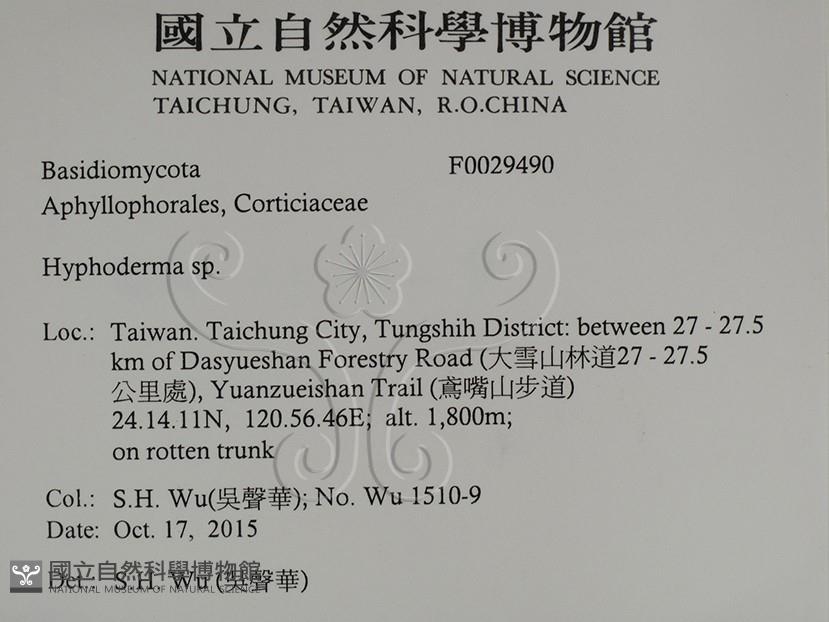 國立自然科學博物館
NATIONAL MUSEUM OF NATURAL SCIENCE
TAICHUNG, TAIWAN, R.O.CHINA
Basidiomycota F0029490
Aphyllophorales, Corticiaceae
Hyphoderma sp.
Loc.: Taiwan. Taichung City, Tungshih District: between 27 - 27.5
km of Dasyueshan Forestry Road (大雪山林道27 - 27.5
公里處), Yuanzueishan Trail (鳶嘴山步道)
24.14.11N, 120.56.46E; alt. 1,800m;
on rotten trunk
Col.: S.H. Wu(吳聲華); No. Wu 1510-9
Date: Oct. 17, 2015
Det.: S.H. Wu (吳聲華)
國立自然科學博物館
NATIONAL MUSEUM OF NATURAL SCIENCE